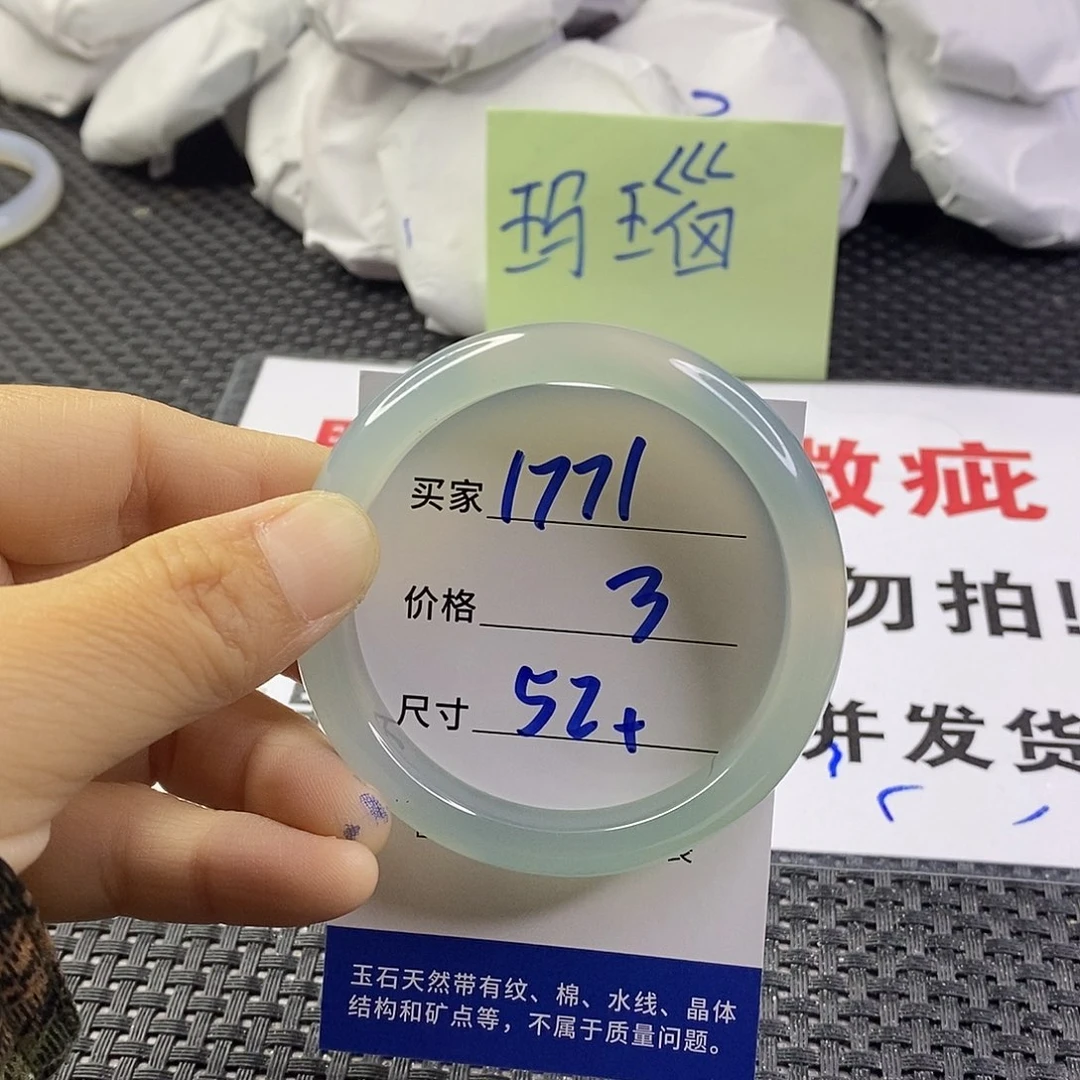 玛瑙
微疵
勿拍!
并发货
买家 1771
价格 3
尺寸 52+
玉石天然带有纹、棉、水线、晶体
结构和矿点等，不属于质量问题。